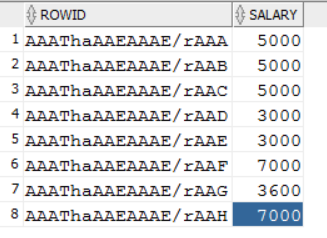 ROWID SALARY
1 AAAThaAAEAAAE/rAAA 5000
2 AAAThaAAEAAAE/rAAB 5000
3 AAAThaAAEAAAE/rAAC 5000
4 AAAThaAAEAAAE/rAAD 3000
5 AAAThaAAEAAAE/rAAE 3000
6 AAAThaAAEAAAE/rAAF 7000
7 AAAThaAAEAAAE/rAAG 3600
8 AAAThaAAEAAAE/rAAH 7000